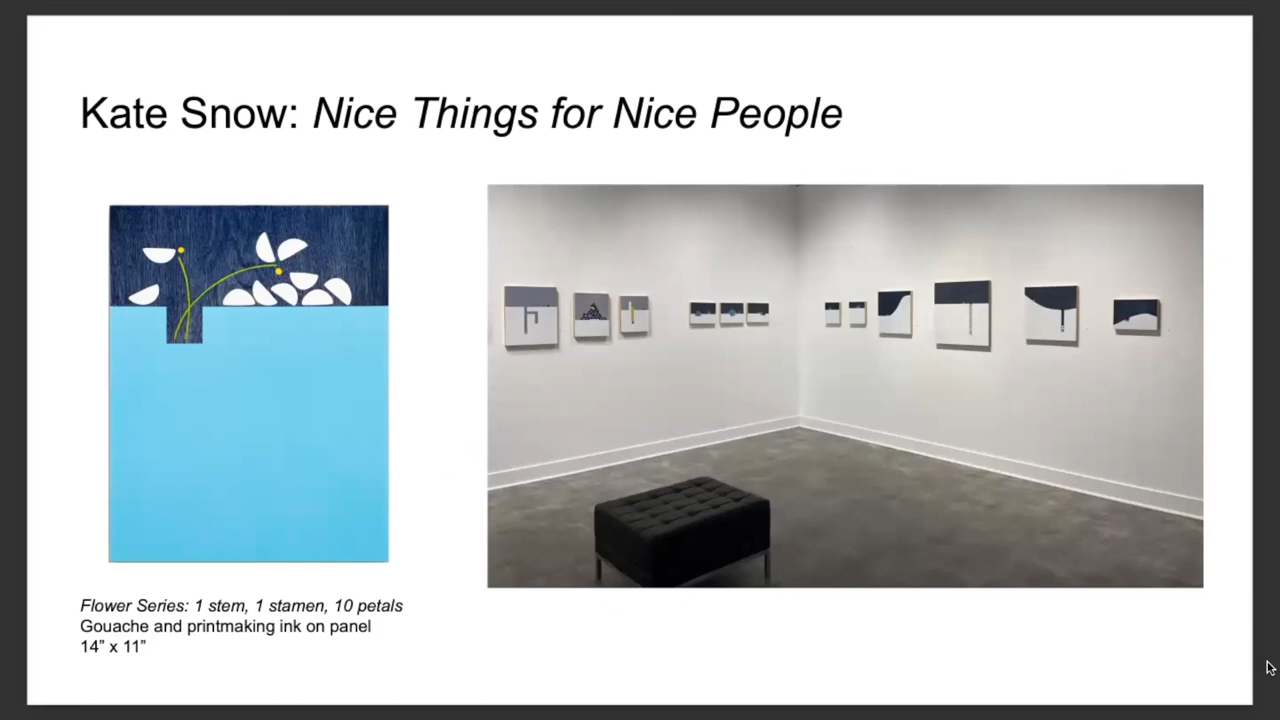 Kate Snow: Nice Things for Nice People
Flower Series: 1 stem, 1 stamen, 10 petals
Gouache and printmaking ink on panel
14” x 11”